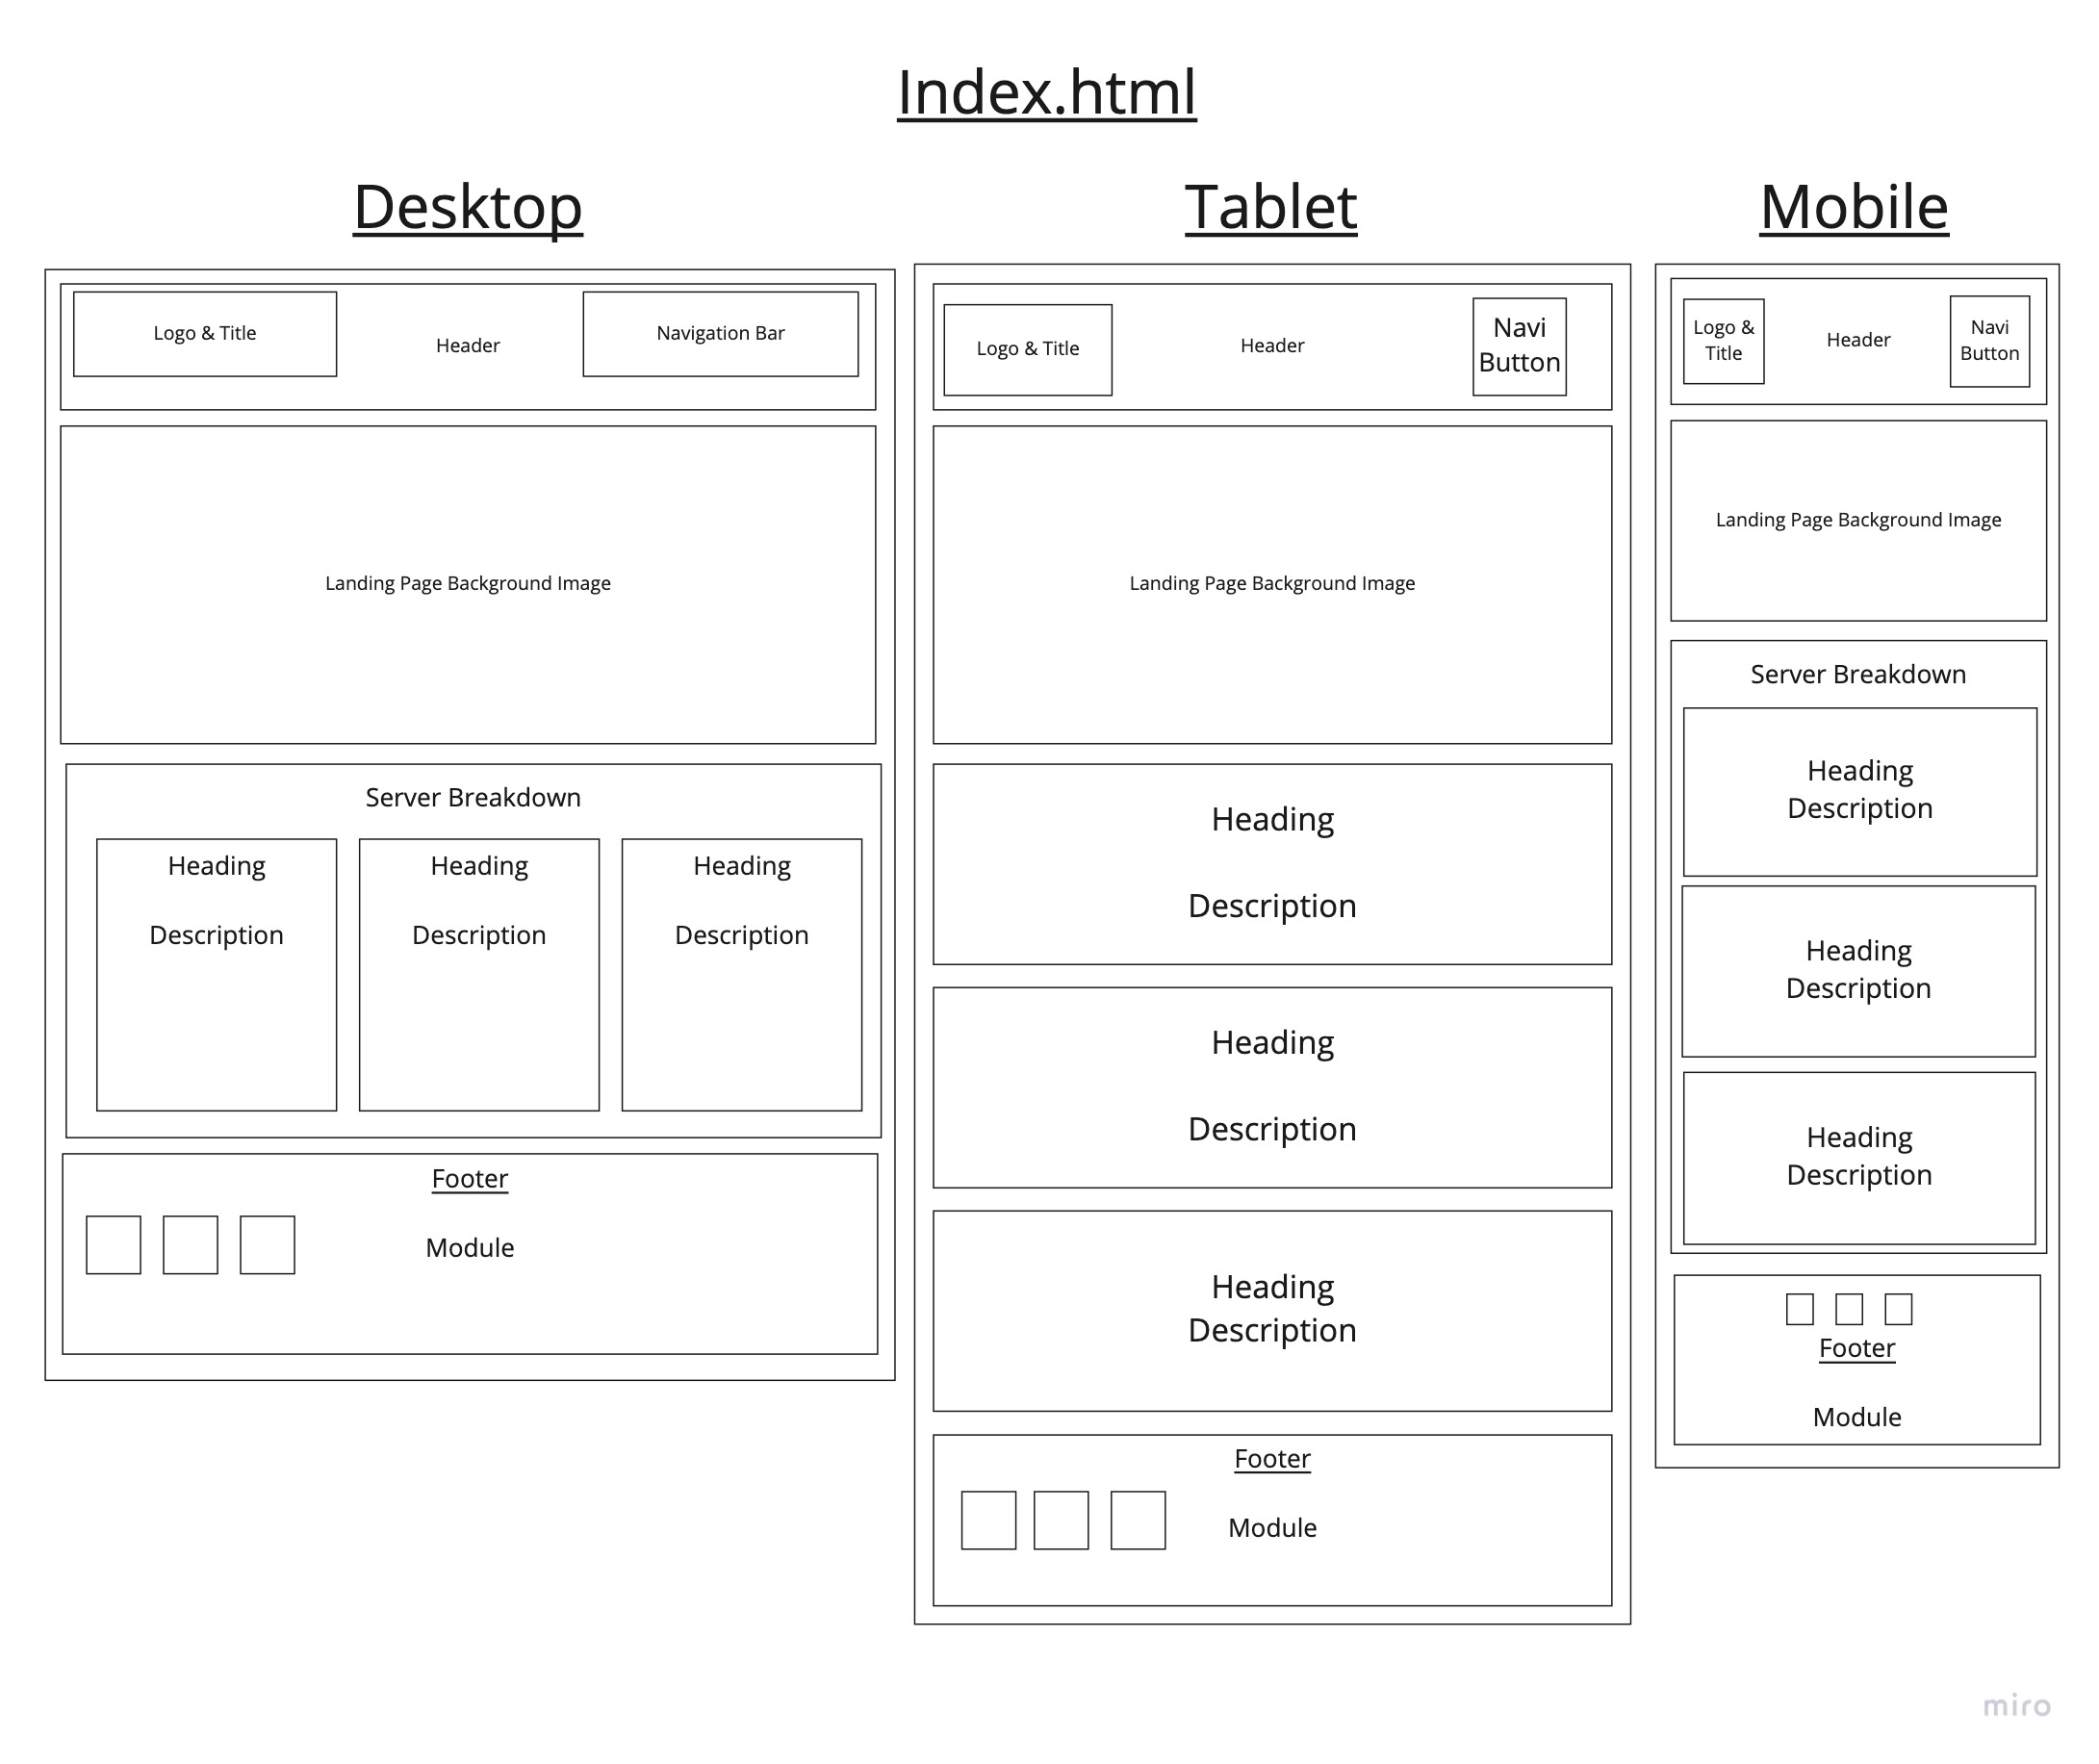 Index.html
Desktop
Logo & Title
Header
Navigation Bar
Landing Page Background Image
Server Breakdown
Heading
Description
Heading
Description
Heading
Description
Footer
Module
Tablet
Logo & Title
Header
Navi
Button
Landing Page Background Image
Heading
Description
Heading
Description
Heading
Description
Footer
Module
Mobile
Logo &
Title
Header
Navi
Button
Landing Page Background Image
Server Breakdown
Heading
Description
Heading
Description
Heading
Description
Footer
Module
miro